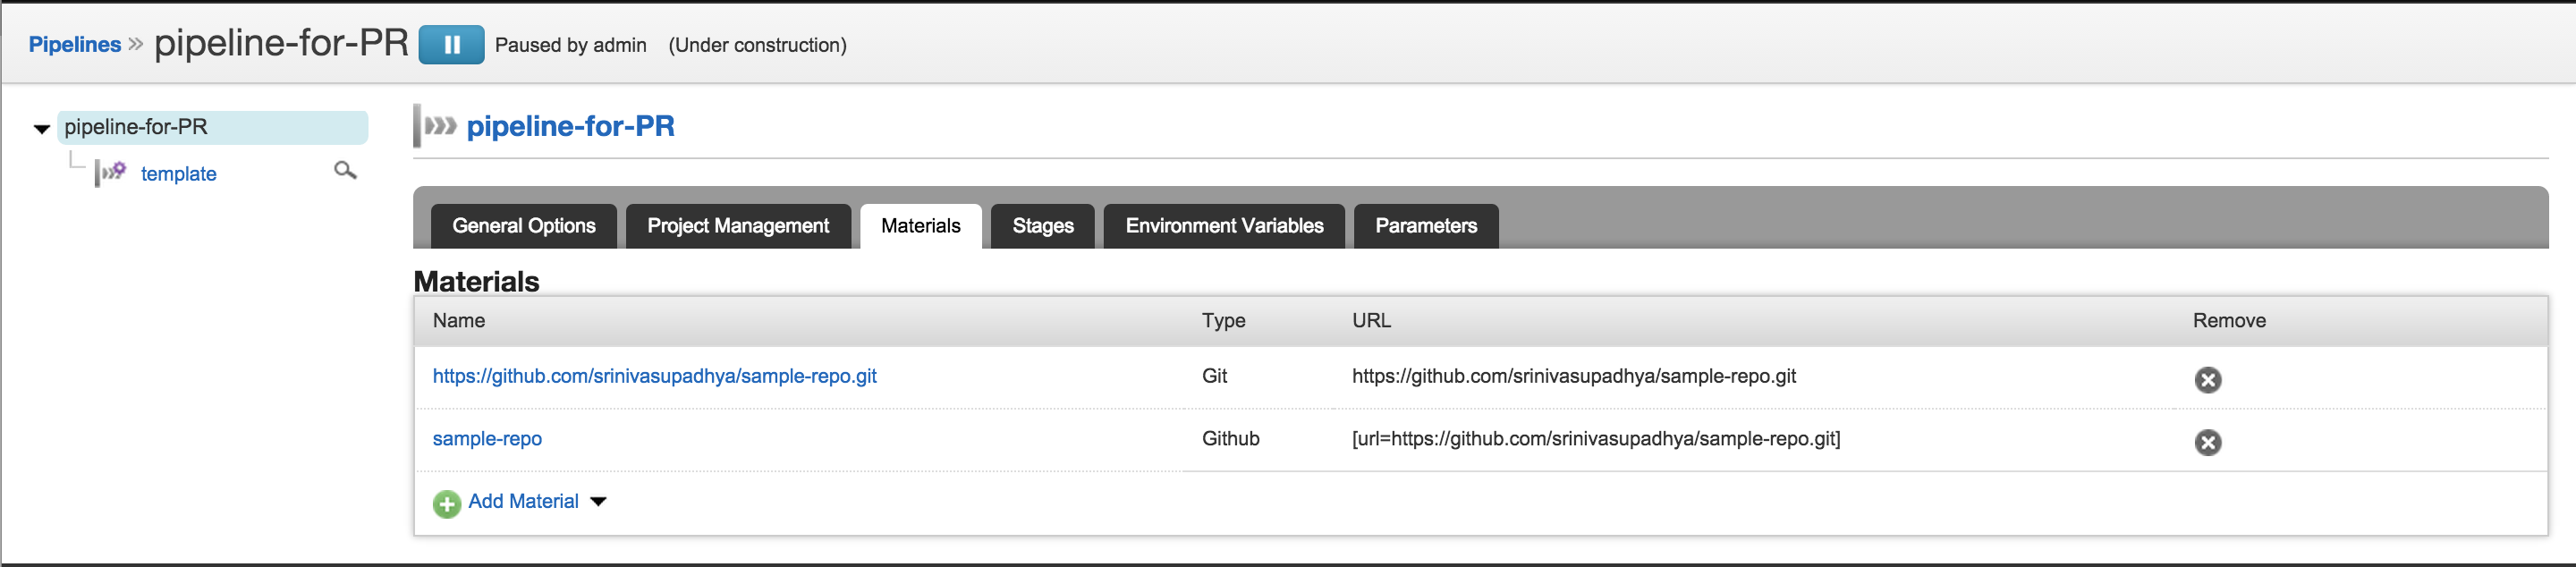 Pipelines » pipeline-for-PR Paused by admin (Under construction)
pipeline-for-PR
template
pipeline-for-PR
General Options Project Management Materials Stages Environment Variables Parameters
Materials
Name Type URL Remove
https://github.com/srinivasupadhya/sample-repo.git Git https://github.com/srinivasupadhya/sample-repo.git
sample-repo Github [url=https://github.com/srinivasupadhya/sample-repo.git]
Add Material